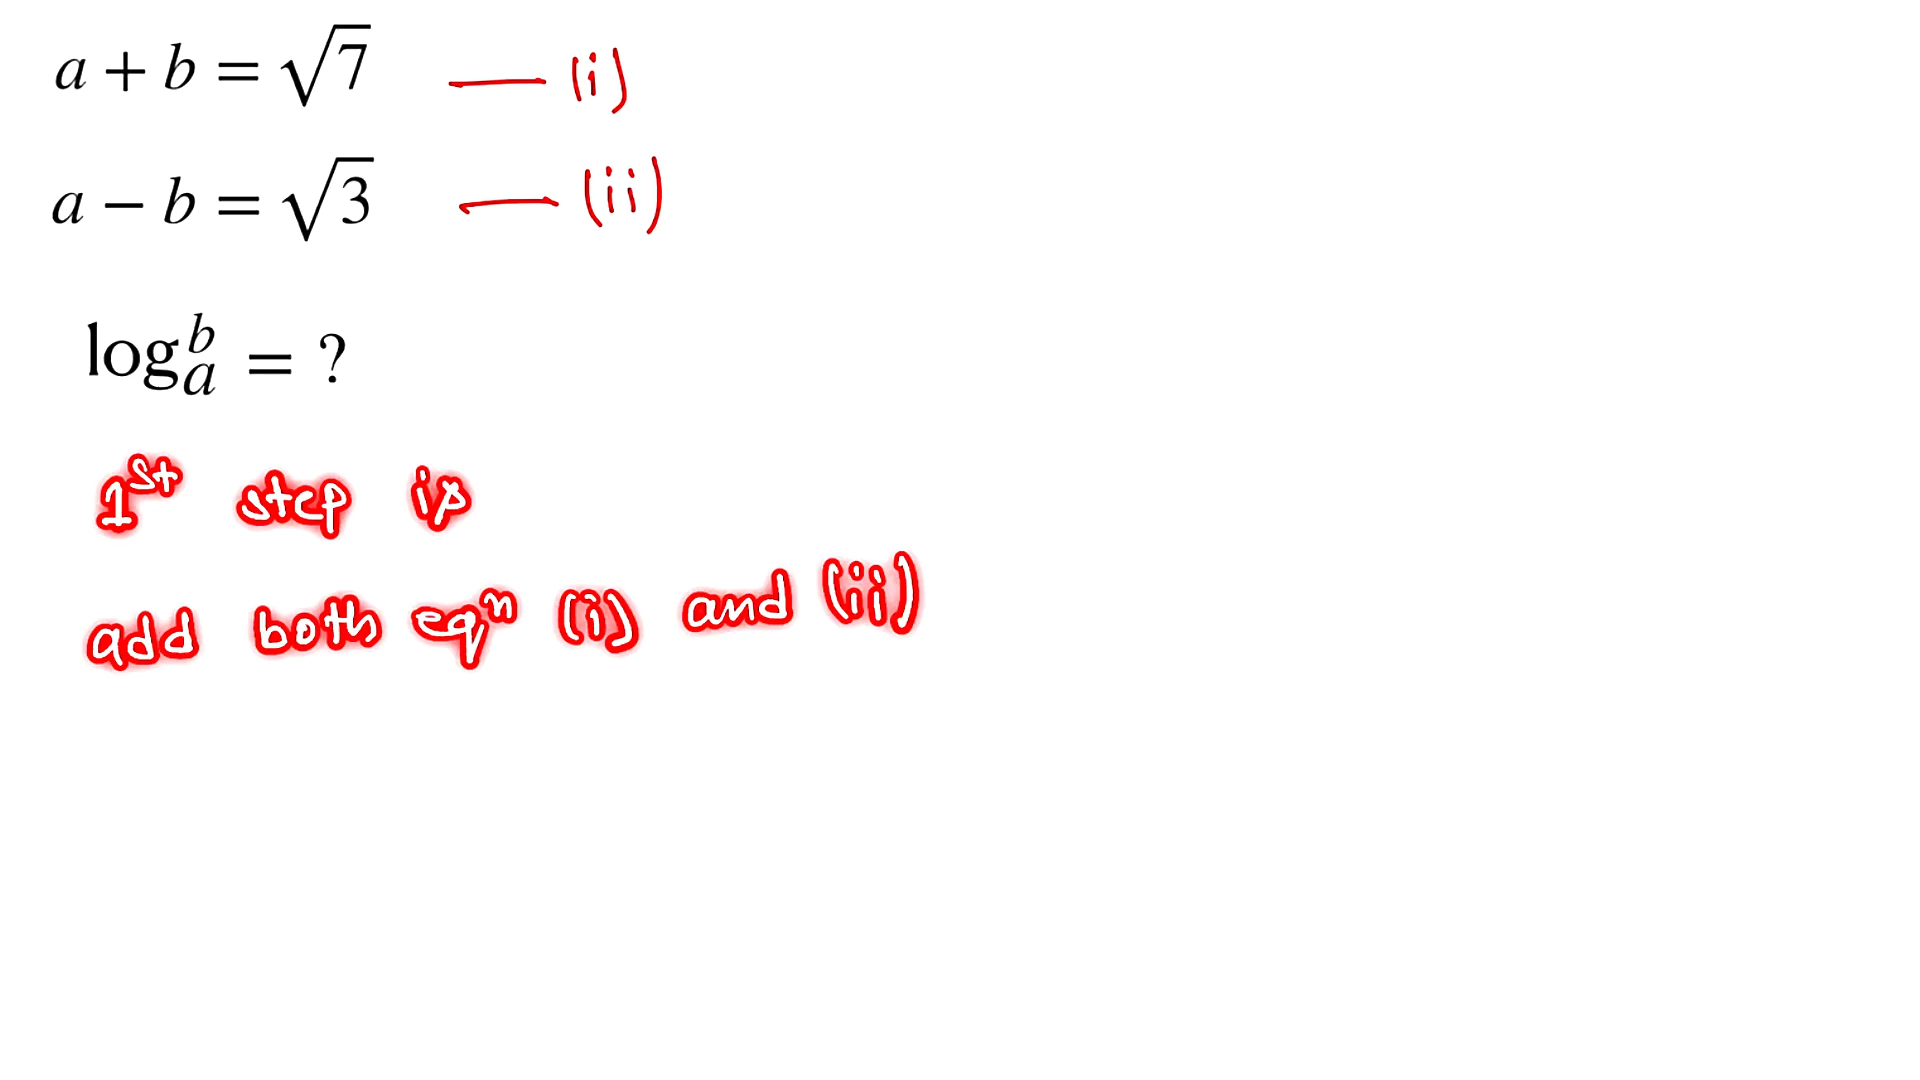 a + b = √7 — (i)
a − b = √3 — (ii)
log_a^b = ?
1st step is
add both eqn (i) and (ii)